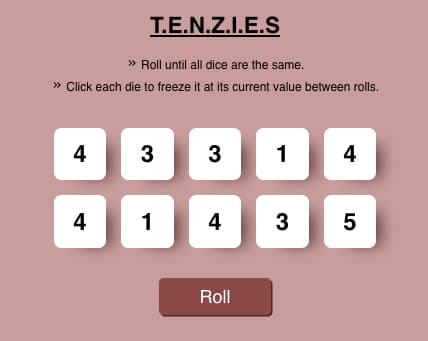 T.E.N.Z.I.E.S
» Roll until all dice are the same.
» Click each die to freeze it at its current value between rolls.
4 3 3 1 4
4 1 4 3 5
Roll